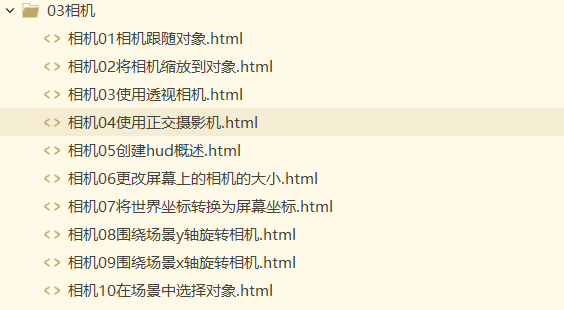 03相机
相机01相机跟随对象.html
相机02将相机缩放到对象.html
相机03使用透视相机.html
相机04使用正交摄影机.html
相机05创建hud概述.html
相机06更改屏幕上的相机的大小.html
相机07将世界坐标转换为屏幕坐标.html
相机08围绕场景y轴旋转相机.html
相机09围绕场景x轴旋转相机.html
相机10在场景中选择对象.html